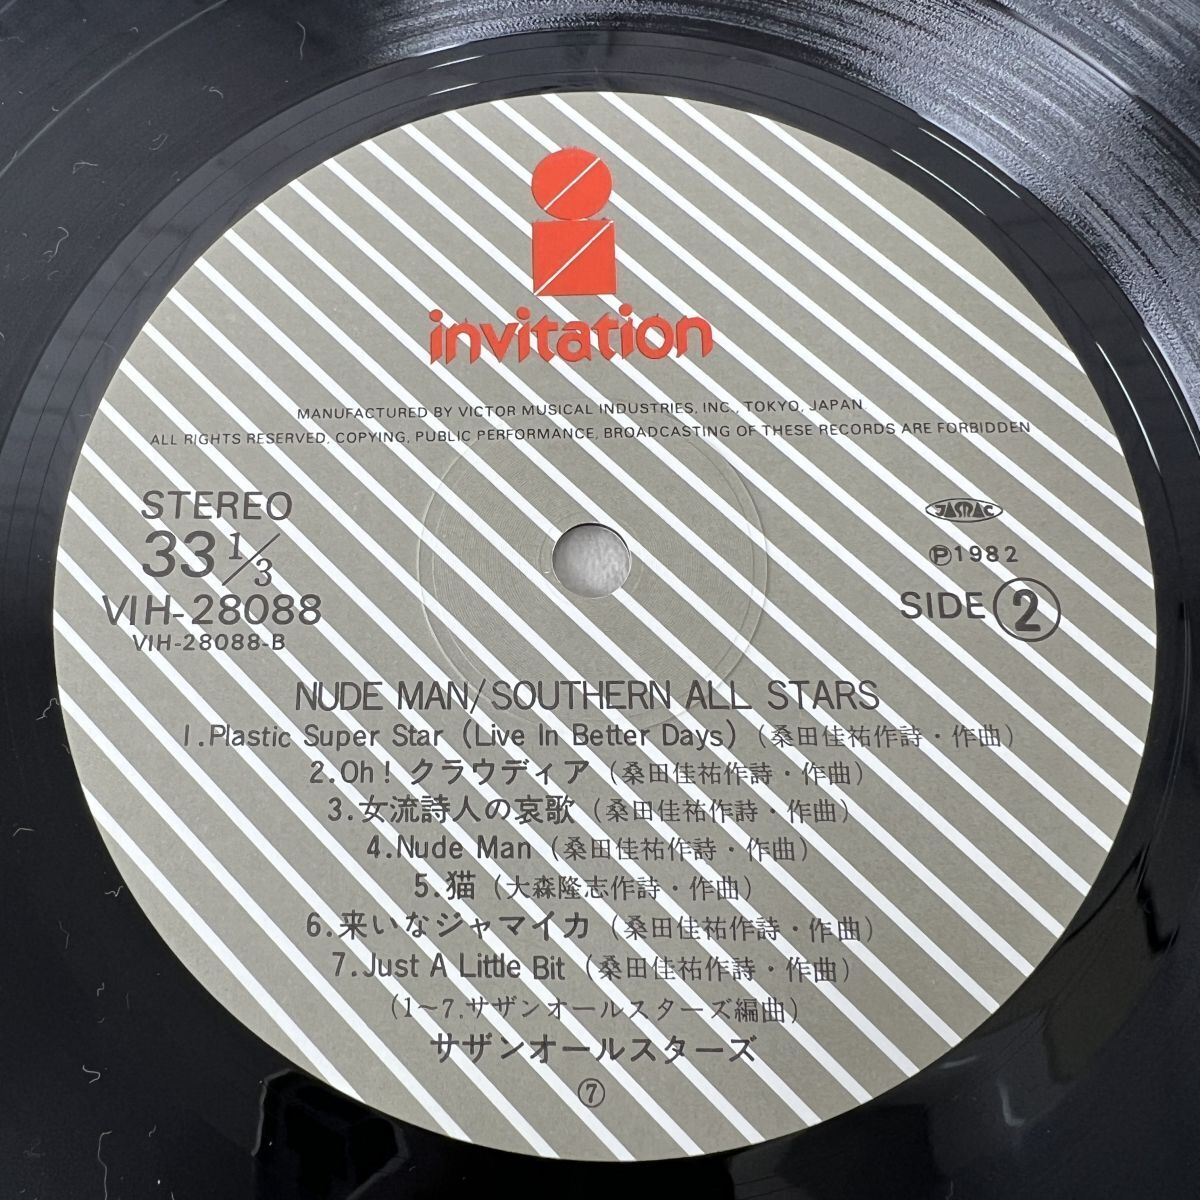 invitation
MANUFACTURED BY VICTOR MUSICAL INDUSTRIES, INC., TOKYO, JAPAN.
ALL RIGHTS RESERVED, COPYING, PUBLIC PERFORMANCE, BROADCASTING OF THESE RECORDS ARE FORBIDDEN
STEREO
33 1/3
VIH-28088
VIH-28088-B
JASRAC
Ⓟ1982
SIDE ②
NUDE MAN/SOUTHERN ALL STARS
1.Plastic Super Star (Live In Better Days) (桑田佳祐作詩・作曲)
2.Oh! クラウディア (桑田佳祐作詩・作曲)
3.女流詩人の哀歌 (桑田佳祐作詩・作曲)
4.Nude Man (桑田佳祐作詩・作曲)
5.猫 (大森隆志作詩・作曲)
6.来いなジャマイカ (桑田佳祐作詩・作曲)
7.Just A Little Bit (桑田佳祐作詩・作曲)
(1〜7.サザンオールスターズ編曲)
サザンオールスターズ
⑦